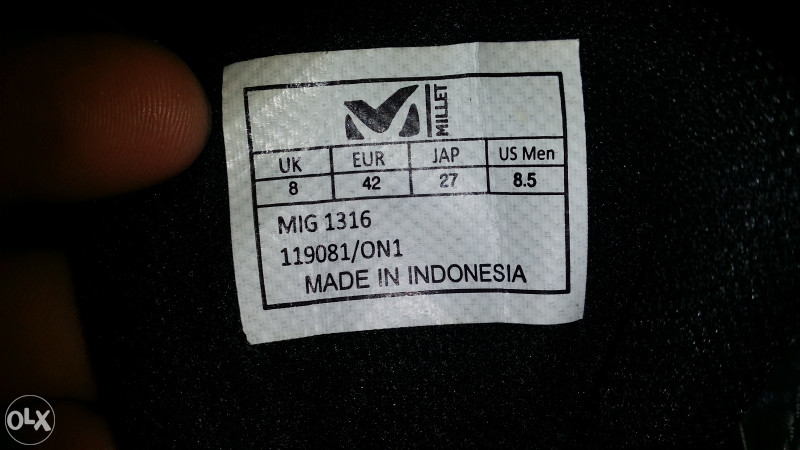 MILLET
UK EUR JAP US Men
8 42 27 8.5
MIG 1316
119081/ON1
MADE IN INDONESIA
OLX